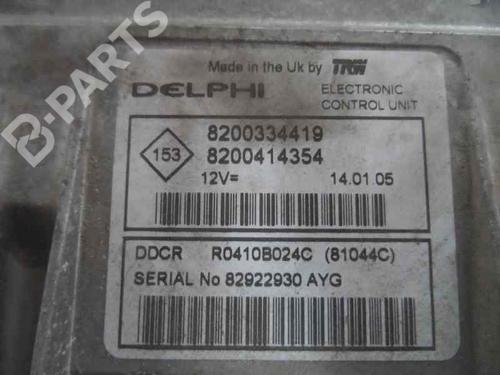 B-PARTS
Made in the Uk by TRW
DELPHI ELECTRONIC
CONTROL UNIT
153 8200334419
8200414354
12V= 14.01.05
DDCR R0410B024C (81044C)
SERIAL No 82922930 AYG